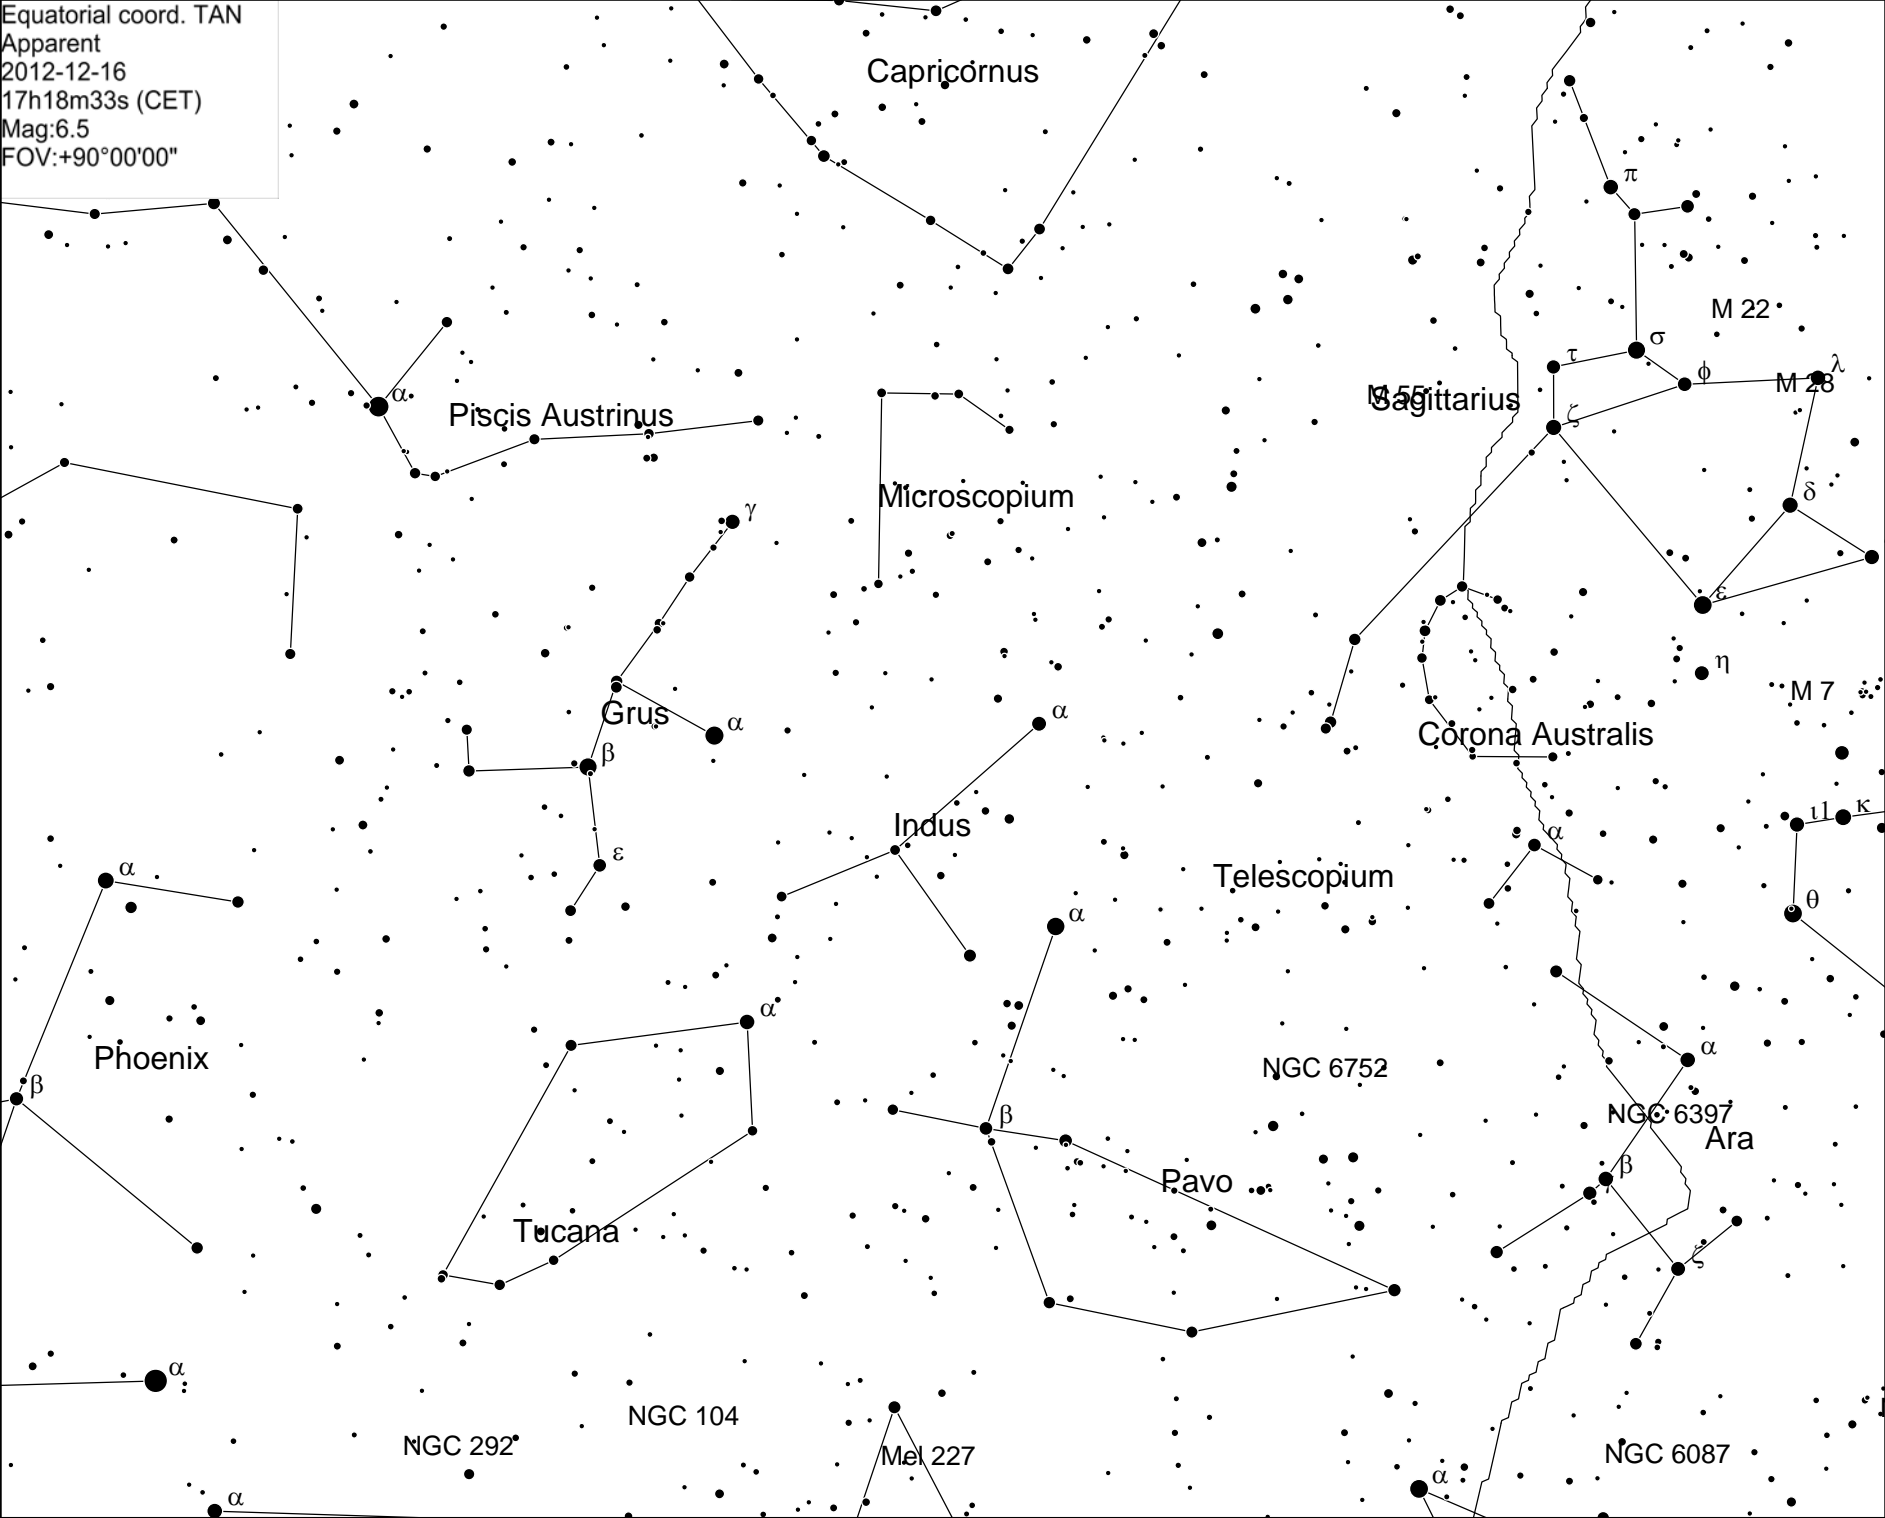 Equatorial coord. TAN
Apparent
2012-12-16
17h18m33s (CET)
Mag:6.5
FOV:+90°00'00"
Capricornus
π
M 22
σ
τ
λ
ϕ
M 28
M 55
Sagittarius
α
Piscis Austrinus
ζ
Microscopium
δ
γ
ε
η
M 7
Grus
α
α
Corona Australis
β
ι1 κ
Indus
α
ε
α
Telescopium
θ
α
α
Phoenix
α
NGC 6752
β
β
NGC 6397
Ara
β
Pavo
γ
Tucana
ζ
α
NGC 104
NGC 292
Mel 227
NGC 6087
α
α